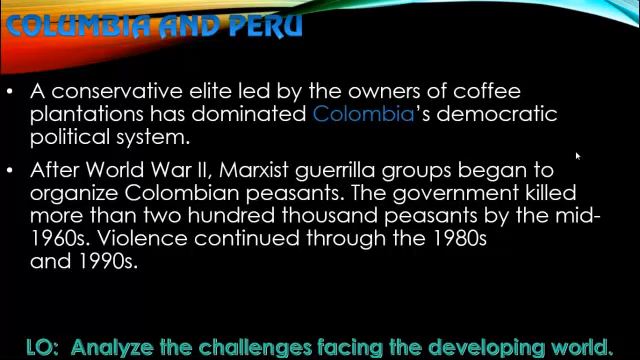 COLUMBIA AND PERU
• A conservative elite led by the owners of coffee
plantations has dominated Colombia's democratic
political system.
• After World War II, Marxist guerrilla groups began to
organize Colombian peasants. The government killed
more than two hundred thousand peasants by the mid-
1960s. Violence continued through the 1980s
and 1990s.
LO: Analyze the challenges facing the developing world.